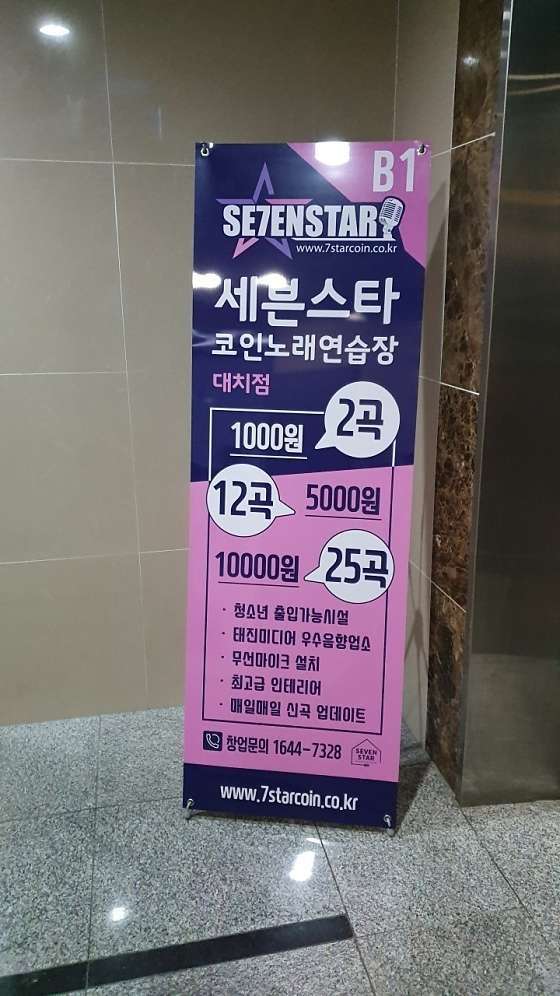 B1
SE7ENSTAR
www.7starcoin.co.kr
세븐스타
코인노래연습장
대치점
1000원 2곡
12곡 5000원
10000원 25곡
· 청소년 출입가능시설
· 태진미디어 우수음향업소
· 무선마이크 설치
· 최고급 인테리어
· 매일매일 신곡 업데이트
창업문의 1644-7328
SEVEN
STAR
www.7starcoin.co.kr